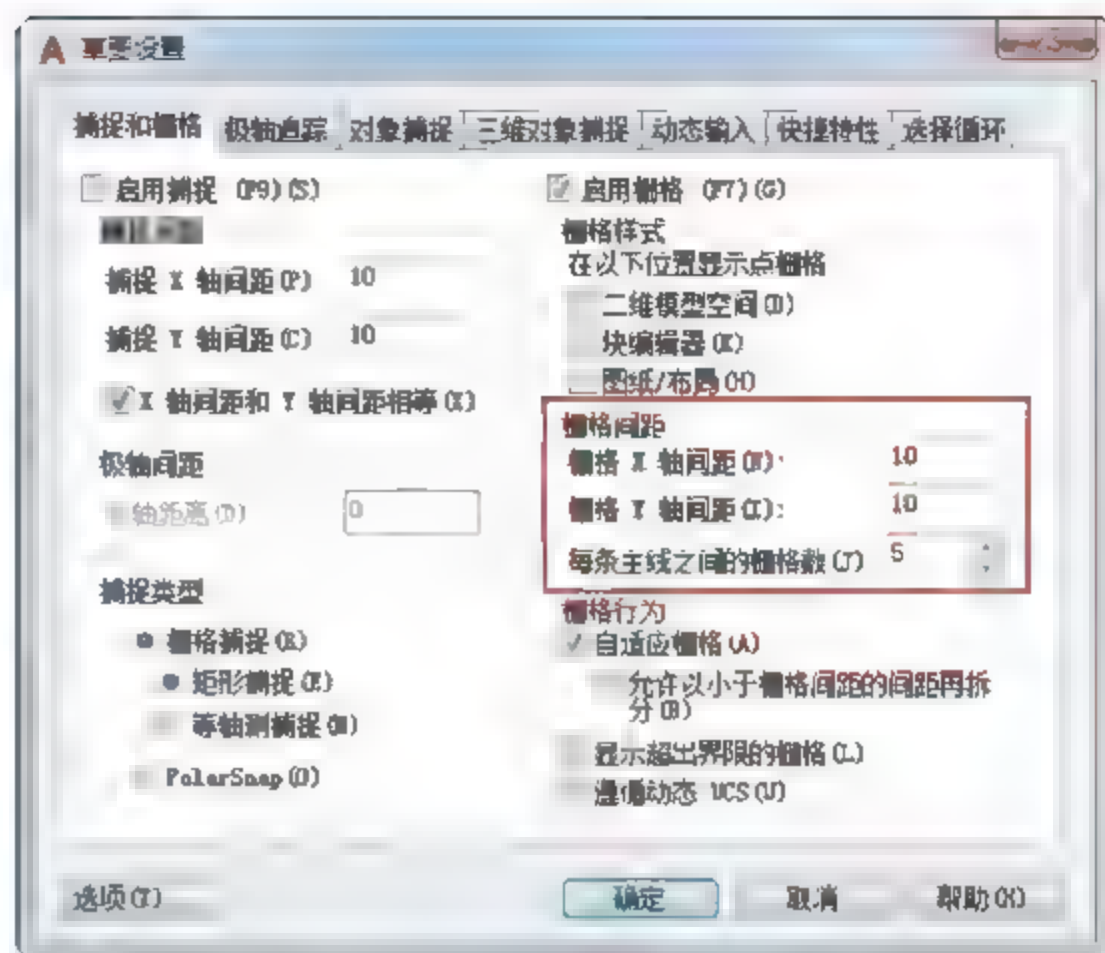 草图设置
捕捉和栅格 极轴追踪 对象捕捉 三维对象捕捉 动态输入 快捷特性 选择循环
启用捕捉 (F9)(S)
捕捉 X 轴间距(P) 10
捕捉 Y 轴间距(C) 10
X 轴间距和 Y 轴间距相等(X)
极轴间距
轴距离(D) 0
捕捉类型
栅格捕捉(R)
矩形捕捉(E)
等轴测捕捉(M)
PolarSnap(O)
启用栅格 (F7)(G)
栅格样式
在以下位置显示点栅格
二维模型空间(D)
块编辑器(K)
图纸/布局(H)
栅格间距
栅格 X 轴间距(N): 10
栅格 Y 轴间距(I): 10
每条主线之间的栅格数(J) 5
栅格行为
自适应栅格(A)
允许以小于栅格间距的间距再拆
分(B)
显示超出界限的栅格(L)
遵循动态 UCS(U)
选项(T) 确定 取消 帮助(H)